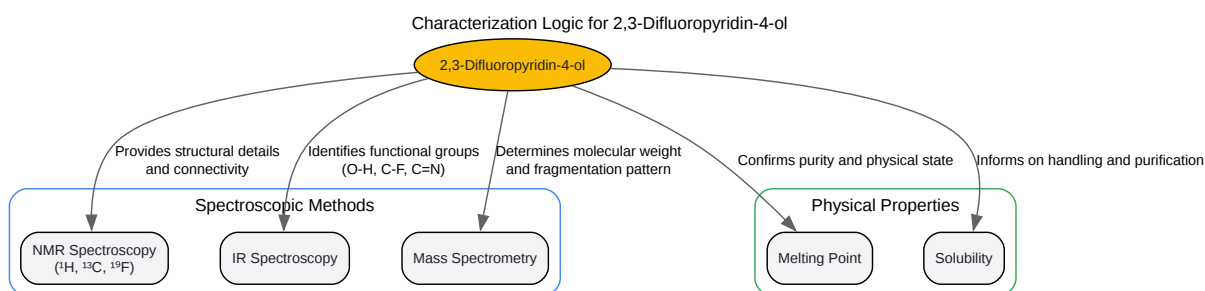 Characterization Logic for 2,3-Difluoropyridin-4-ol
2,3-Difluoropyridin-4-ol
Provides structural details
and connectivity
Identifies functional groups
(O-H, C-F, C=N)
Determines molecular weight
and fragmentation pattern
Confirms purity and physical state
Informs on handling and purification
Spectroscopic Methods
NMR Spectroscopy
(¹H, ¹³C, ¹⁹F)
IR Spectroscopy
Mass Spectrometry
Physical Properties
Melting Point
Solubility